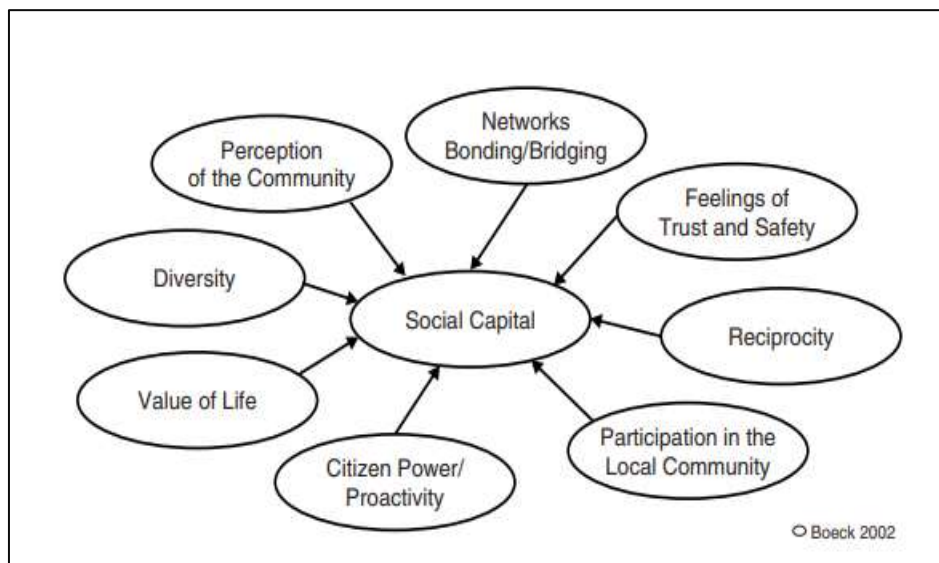 Networks
Bonding/Bridging
Perception
of the Community
Feelings of
Trust and Safety
Diversity
Social Capital
Reciprocity
Value of Life
Participation in the
Local Community
Citizen Power/
Proactivity
© Boeck 2002